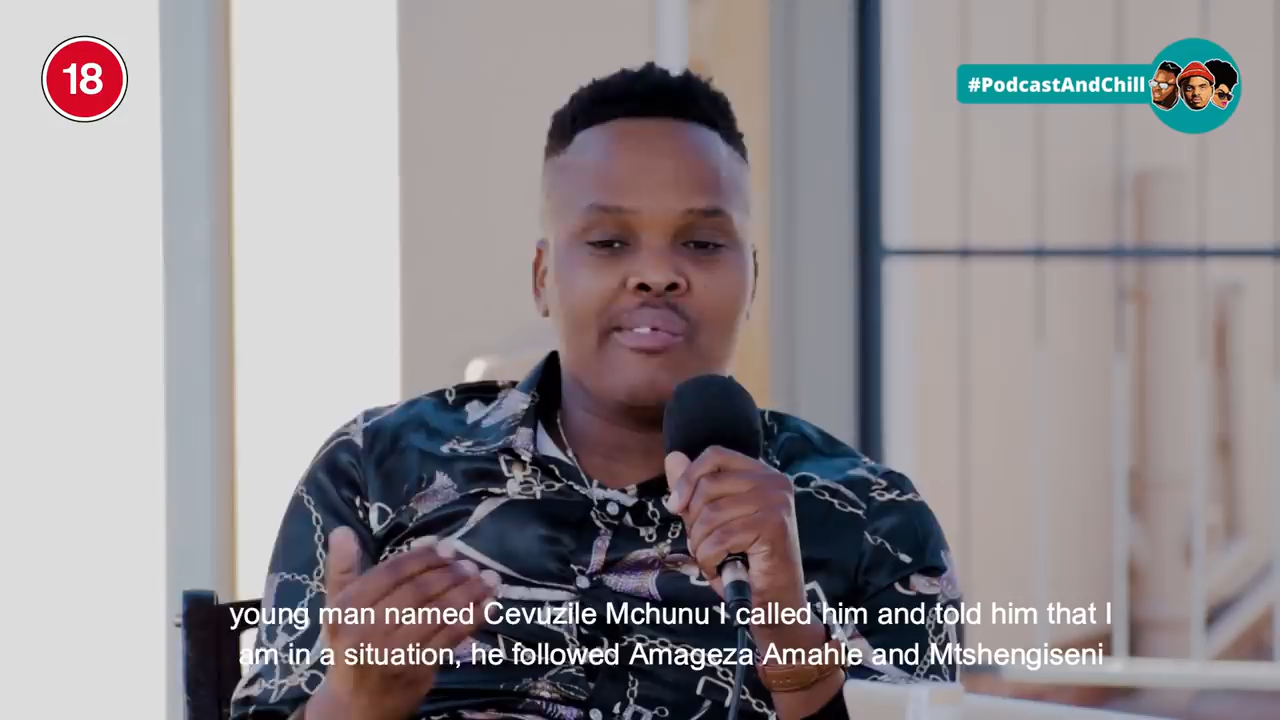 18
#PodcastAndChill
young man named Cevuzile Mchunu I called him and told him that I
am in a situation, he followed Amageza Amahle and Mtshengiseni